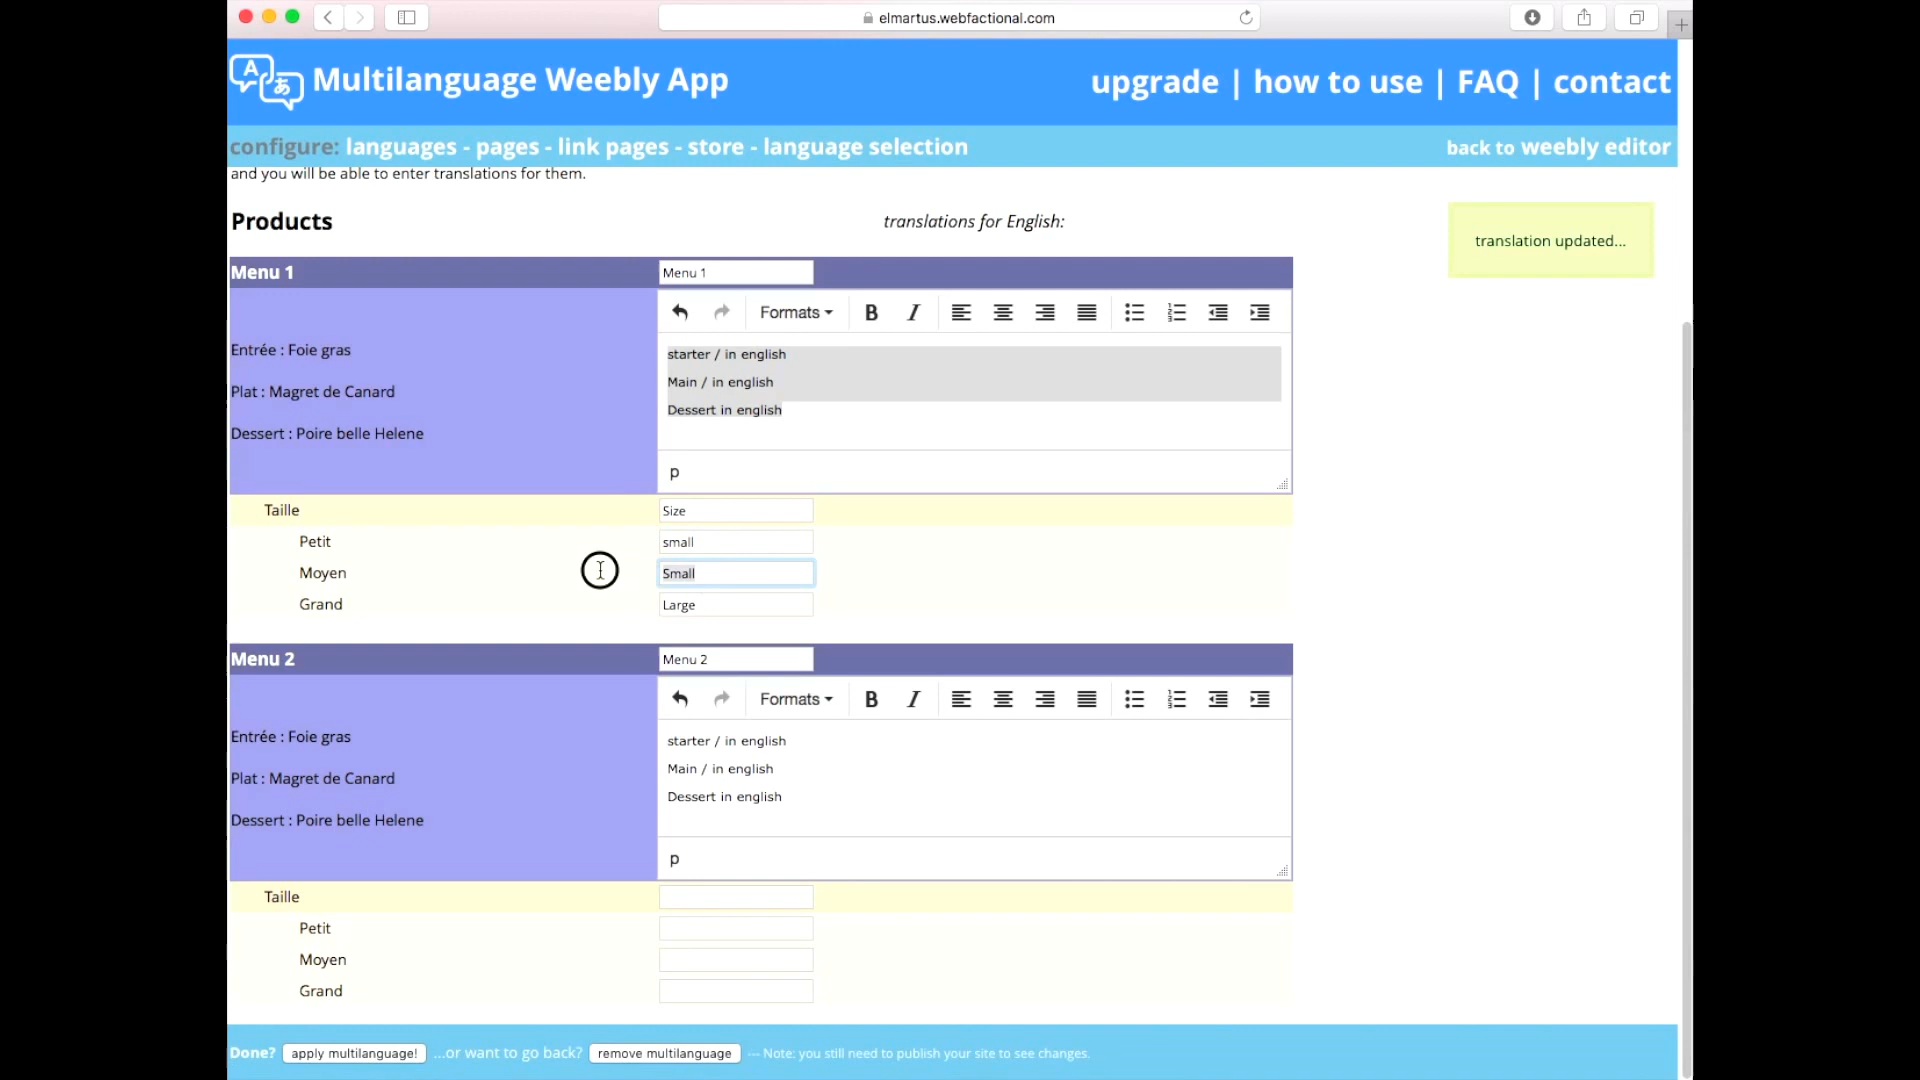 elmartus.webfactional.com
Multilanguage Weebly App
upgrade | how to use | FAQ | contact
configure: languages - pages - link pages - store - language selection
back to weebly editor
and you will be able to enter translations for them.
Products
translations for English:
translation updated...
Menu 1
Menu 1
Formats
B I
Entrée : Foie gras
Plat : Magret de Canard
Dessert : Poire belle Helene
starter / in english
Main / in english
Dessert in english
p
Taille
Size
Petit
small
Moyen
Small
Grand
Large
Menu 2
Menu 2
Formats
B I
Entrée : Foie gras
Plat : Magret de Canard
Dessert : Poire belle Helene
starter / in english
Main / in english
Dessert in english
p
Taille
Petit
Moyen
Grand
Done? apply multilanguage! ...or want to go back? remove multilanguage --- Note: you still need to publish your site to see changes.